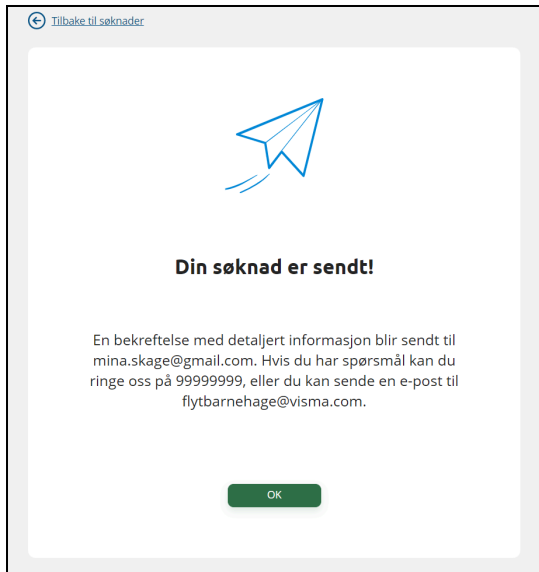 Tilbake til søknader
Din søknad er sendt!
En bekreftelse med detaljert informasjon blir sendt til
mina.skage@gmail.com. Hvis du har spørsmål kan du
ringe oss på 99999999, eller du kan sende en e-post til
flytbarnehage@visma.com.
OK